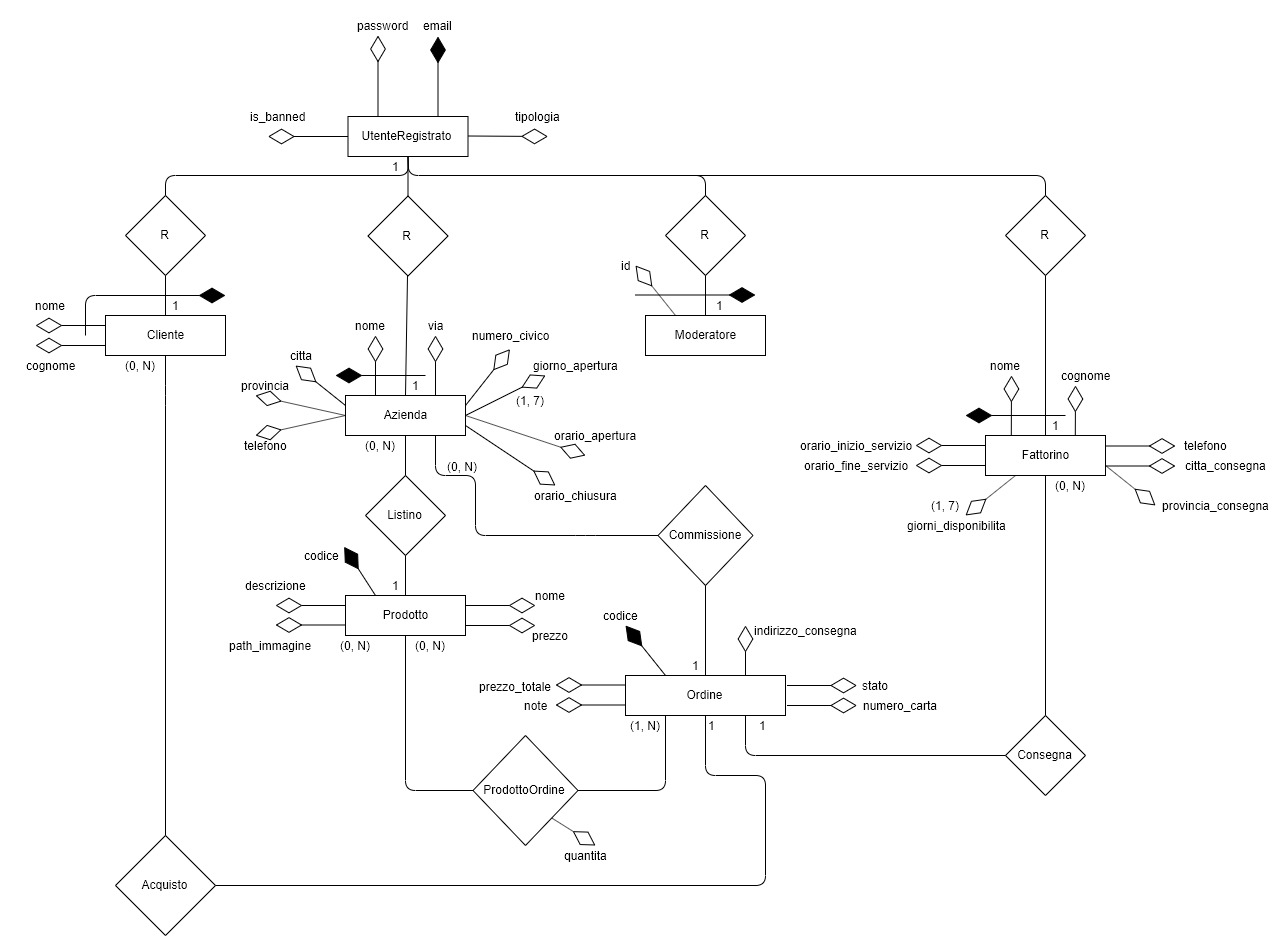 password
email
is_banned
tipologia
UtenteRegistrato
1
R
R
R
R
id
nome
1
1
Cliente
Moderatore
cognome
(0, N)
nome
via
numero_civico
citta
giorno_apertura
provincia
1
(1, 7)
Azienda
telefono
(0, N)
orario_apertura
(0, N)
orario_chiusura
nome
cognome
1
orario_inizio_servizio
telefono
Fattorino
orario_fine_servizio
citta_consegna
(0, N)
(1, 7)
provincia_consegna
giorni_disponibilita
Listino
Commissione
codice
descrizione
1
nome
Prodotto
prezzo
path_immagine
(0, N)
(0, N)
codice
indirizzo_consegna
1
prezzo_totale
stato
Ordine
note
numero_carta
(1, N)
1
1
Consegna
ProdottoOrdine
quantita
Acquisto